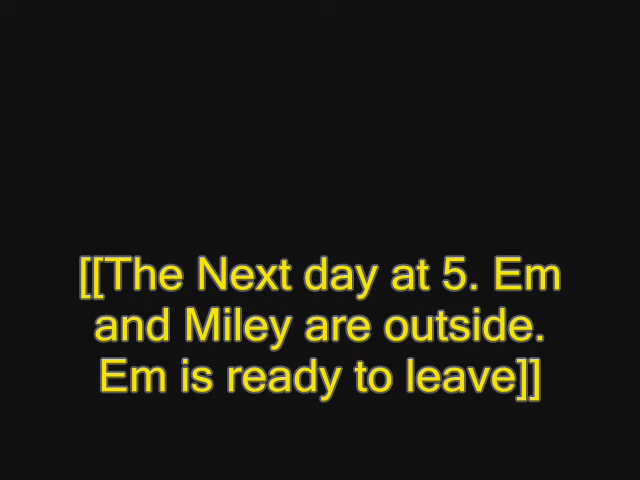 [[The Next day at 5. Em
and Miley are outside.
Em is ready to leave]]